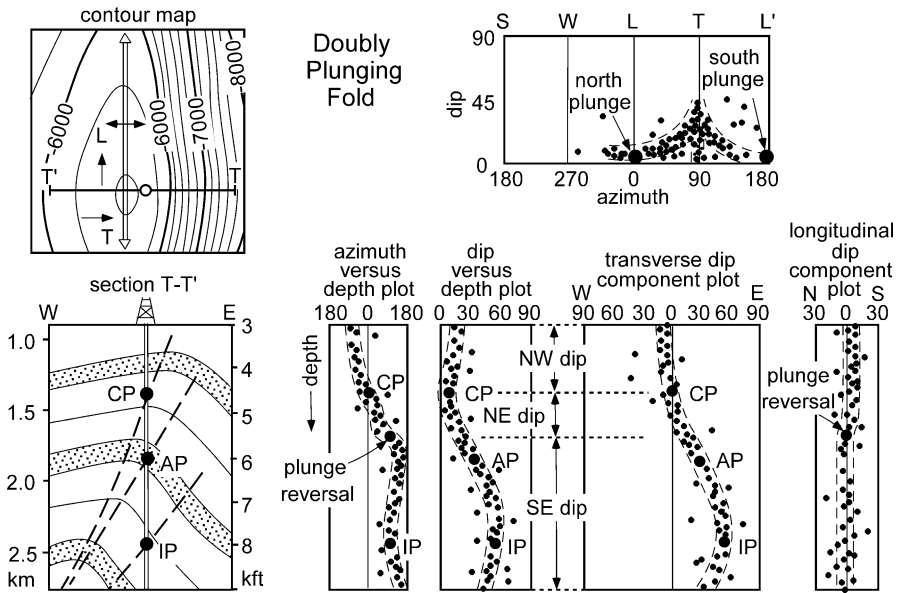 contour map
-6000
6000
-7000
-8000
L
T'
T
T
Doubly
Plunging
Fold
S W L T L'
90
45
0
dip
north
plunge
south
plunge
180 270 0 90 180
azimuth
section T-T'
W E
1.0
1.5
2.0
2.5
km
3
4
5
6
7
8
kft
CP
AP
IP
azimuth
versus
depth plot
180 0 180
depth
CP
plunge
reversal
IP
dip
versus
depth plot
0 30 60 90
CP
AP
IP
NW dip
NE dip
SE dip
transverse dip
component plot
W E
90 60 30 0 30 60 90
CP
AP
IP
longitudinal
dip
component
plot
N S
30 0 30
plunge
reversal